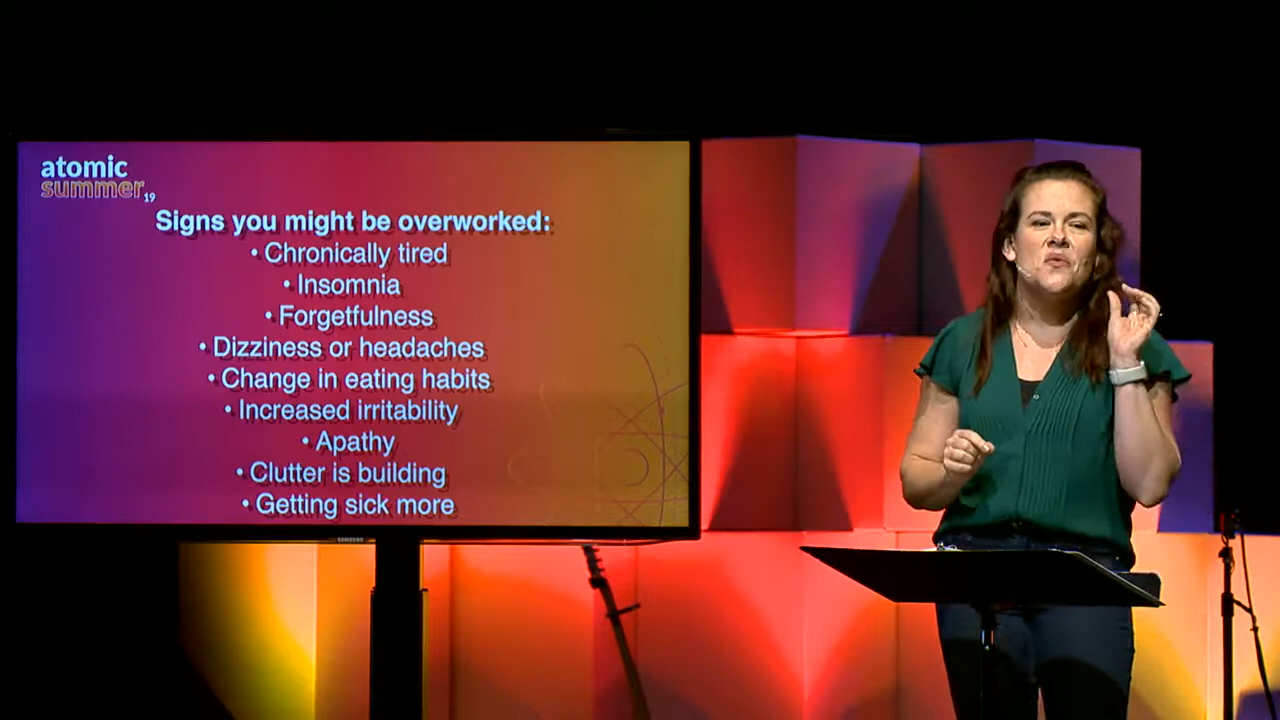 atomic
summer19
Signs you might be overworked:
• Chronically tired
• Insomnia
• Forgetfulness
• Dizziness or headaches
• Change in eating habits
• Increased irritability
• Apathy
• Clutter is building
• Getting sick more
SAMSUNG